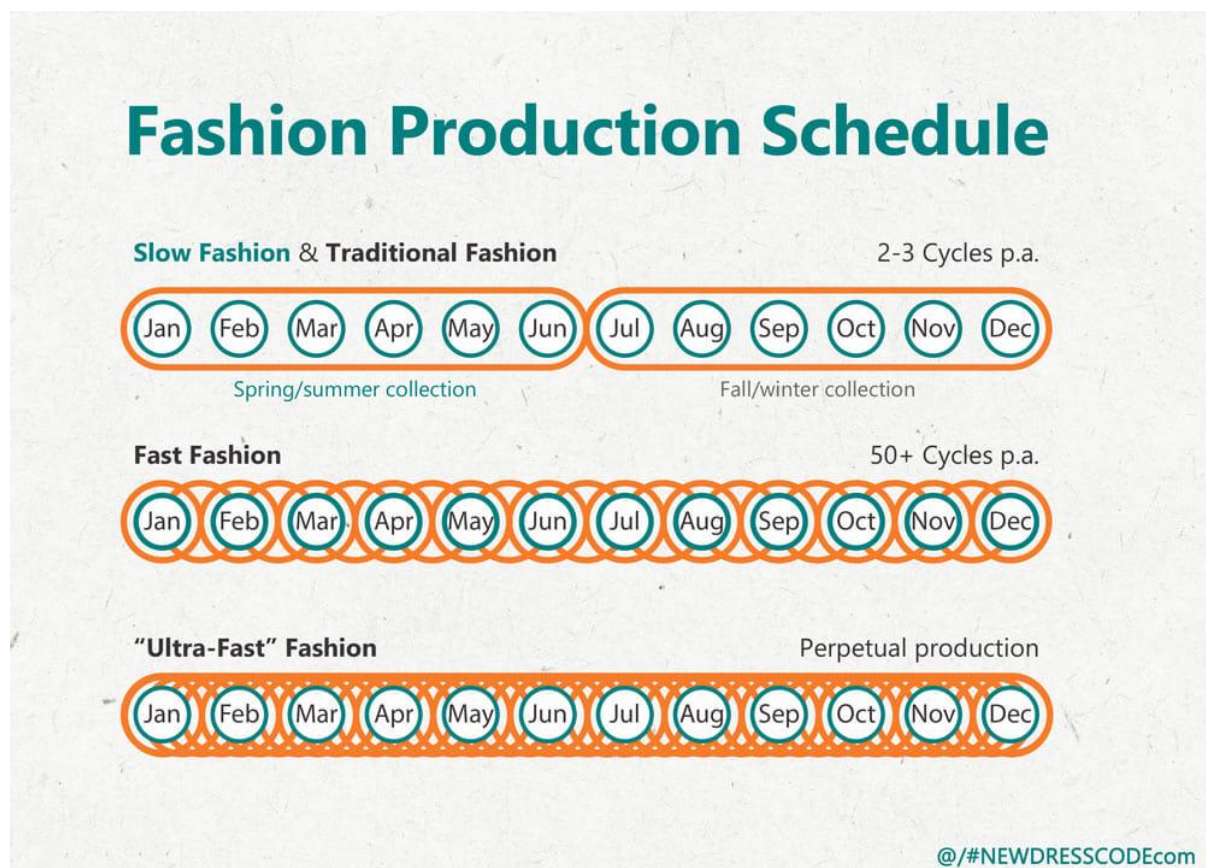 Fashion Production Schedule
Slow Fashion & Traditional Fashion 2-3 Cycles p.a.
Jan Feb Mar Apr May Jun Jul Aug Sep Oct Nov Dec
Spring/summer collection Fall/winter collection
Fast Fashion 50+ Cycles p.a.
Jan Feb Mar Apr May Jun Jul Aug Sep Oct Nov Dec
“Ultra-Fast” Fashion Perpetual production
Jan Feb Mar Apr May Jun Jul Aug Sep Oct Nov Dec
@/#NEWDRESSCODEcom